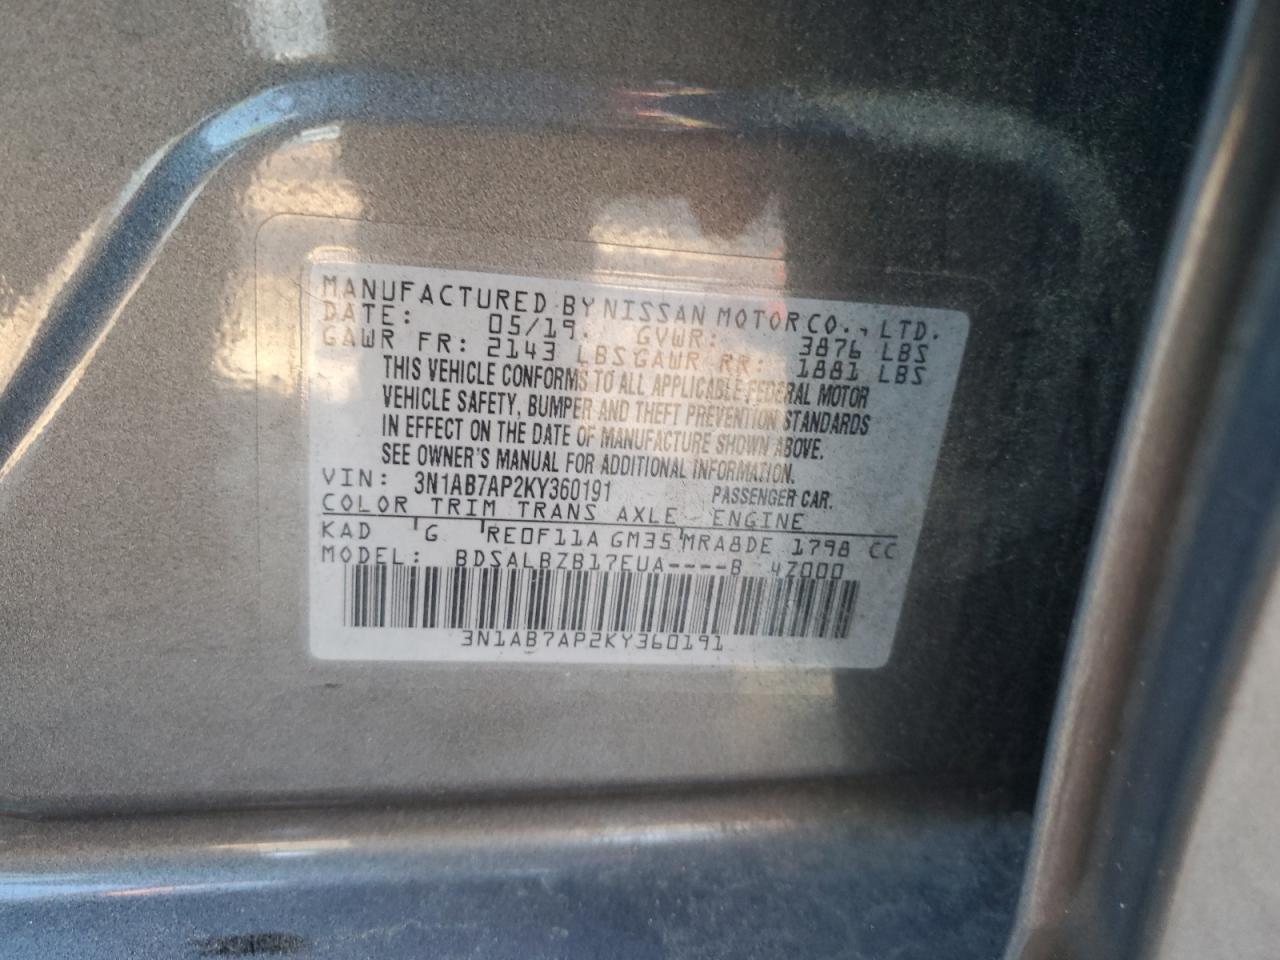 MANUFACTURED BY NISSAN MOTOR CO., LTD.
DATE: 05/19. GVWR: 3876 LBS
GAWR FR: 2143 LBS GAWR RR: 1881 LBS
THIS VEHICLE CONFORMS TO ALL APPLICABLE FEDERAL MOTOR
VEHICLE SAFETY, BUMPER AND THEFT PREVENTION STANDARDS
IN EFFECT ON THE DATE OF MANUFACTURE SHOWN ABOVE.
SEE OWNER'S MANUAL FOR ADDITIONAL INFORMATION.
VIN: 3N1AB7AP2KY360191 PASSENGER CAR.
COLOR TRIM TRANS AXLE ENGINE
KAD G RE0F11A GM35 MRA8DE 1798 CC
MODEL: BDSALBZB17EUA----B 4Z000
3N1AB7AP2KY360191